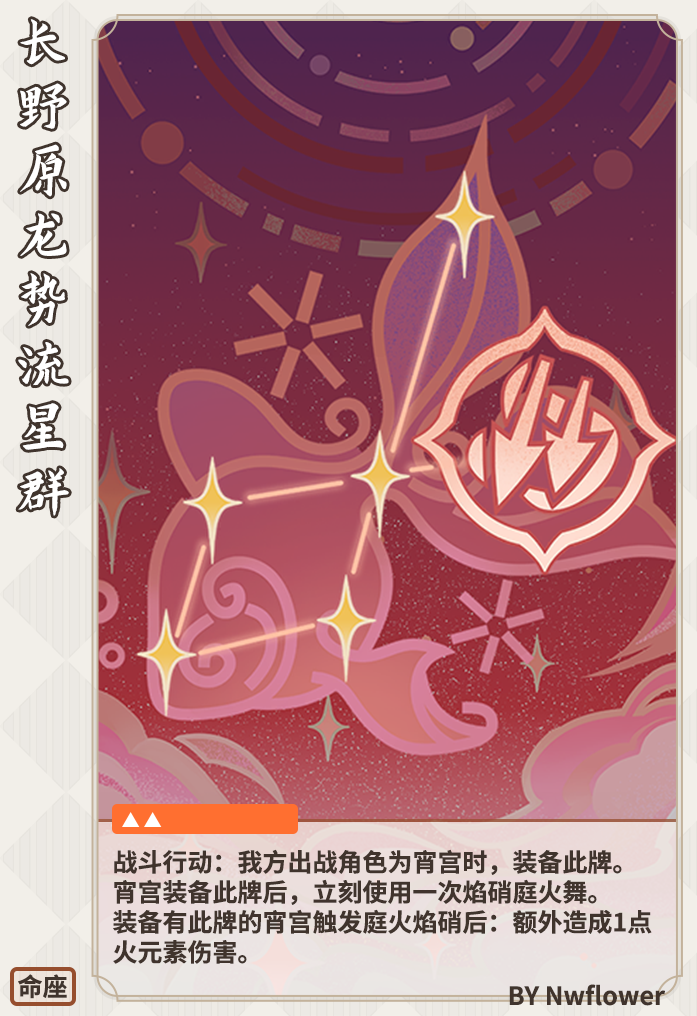 长野原龙势流星群
炒
战斗行动：我方出战角色为宵宫时，装备此牌。
宵宫装备此牌后，立刻使用一次焰硝庭火舞。
装备有此牌的宵宫触发庭火焰硝后：额外造成1点
火元素伤害。
命座
BY Nwflower